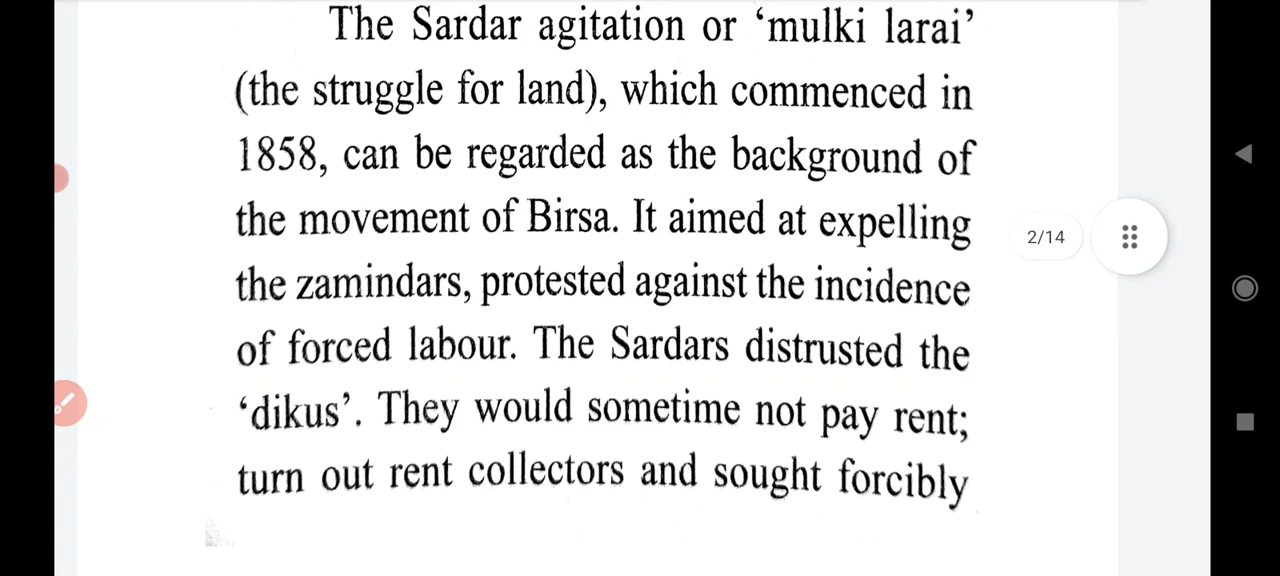 The Sardar agitation or ‘mulki larai’
(the struggle for land), which commenced in
1858, can be regarded as the background of
the movement of Birsa. It aimed at expelling
the zamindars, protested against the incidence
of forced labour. The Sardars distrusted the
‘dikus’. They would sometime not pay rent;
turn out rent collectors and sought forcibly
2/14